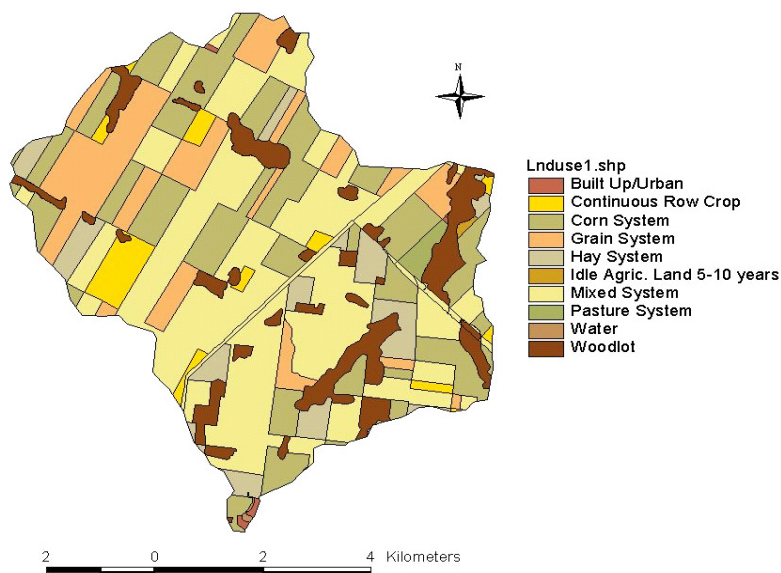 N
Lnduse1.shp
Built Up/Urban
Continuous Row Crop
Corn System
Grain System
Hay System
Idle Agric. Land 5-10 years
Mixed System
Pasture System
Water
Woodlot
2 0 2 4 Kilometers